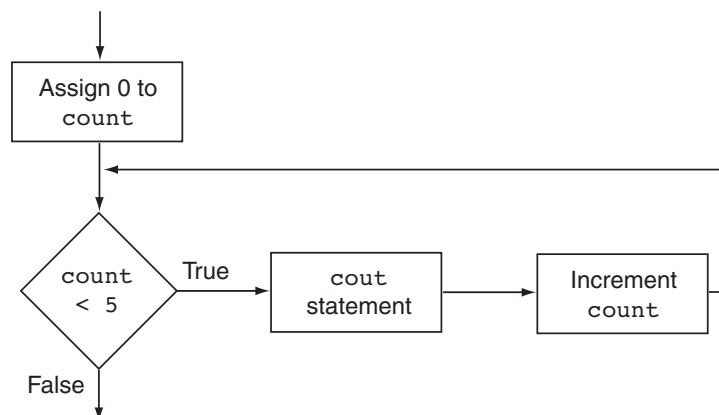 Assign 0 to
count
count
< 5
True
cout
statement
Increment
count
False